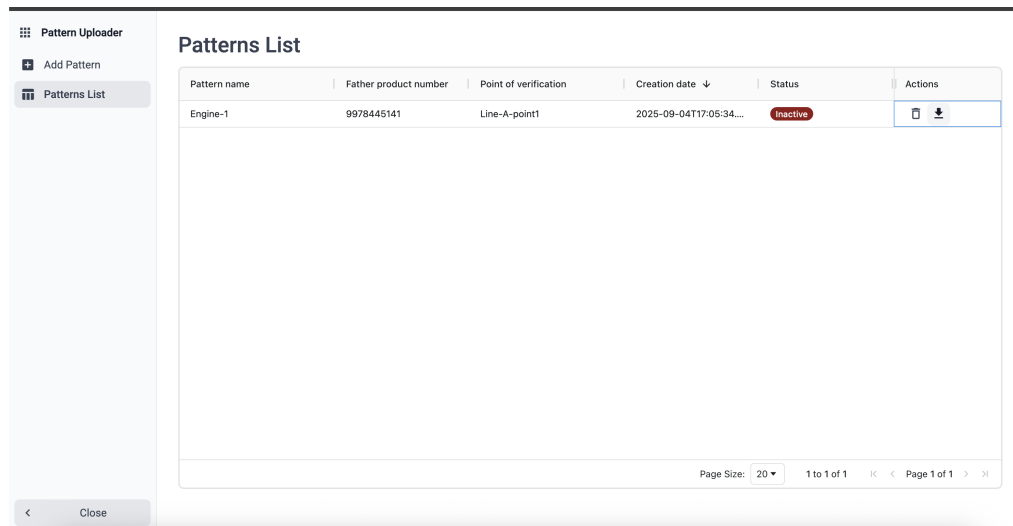 Pattern Uploader
Add Pattern
Patterns List
Patterns List
Pattern name Father product number Point of verification Creation date Status Actions
Engine-1 9978445141 Line-A-point1 2025-09-04T17:05:34.... Inactive
Page Size: 20 1 to 1 of 1 Page 1 of 1
Close